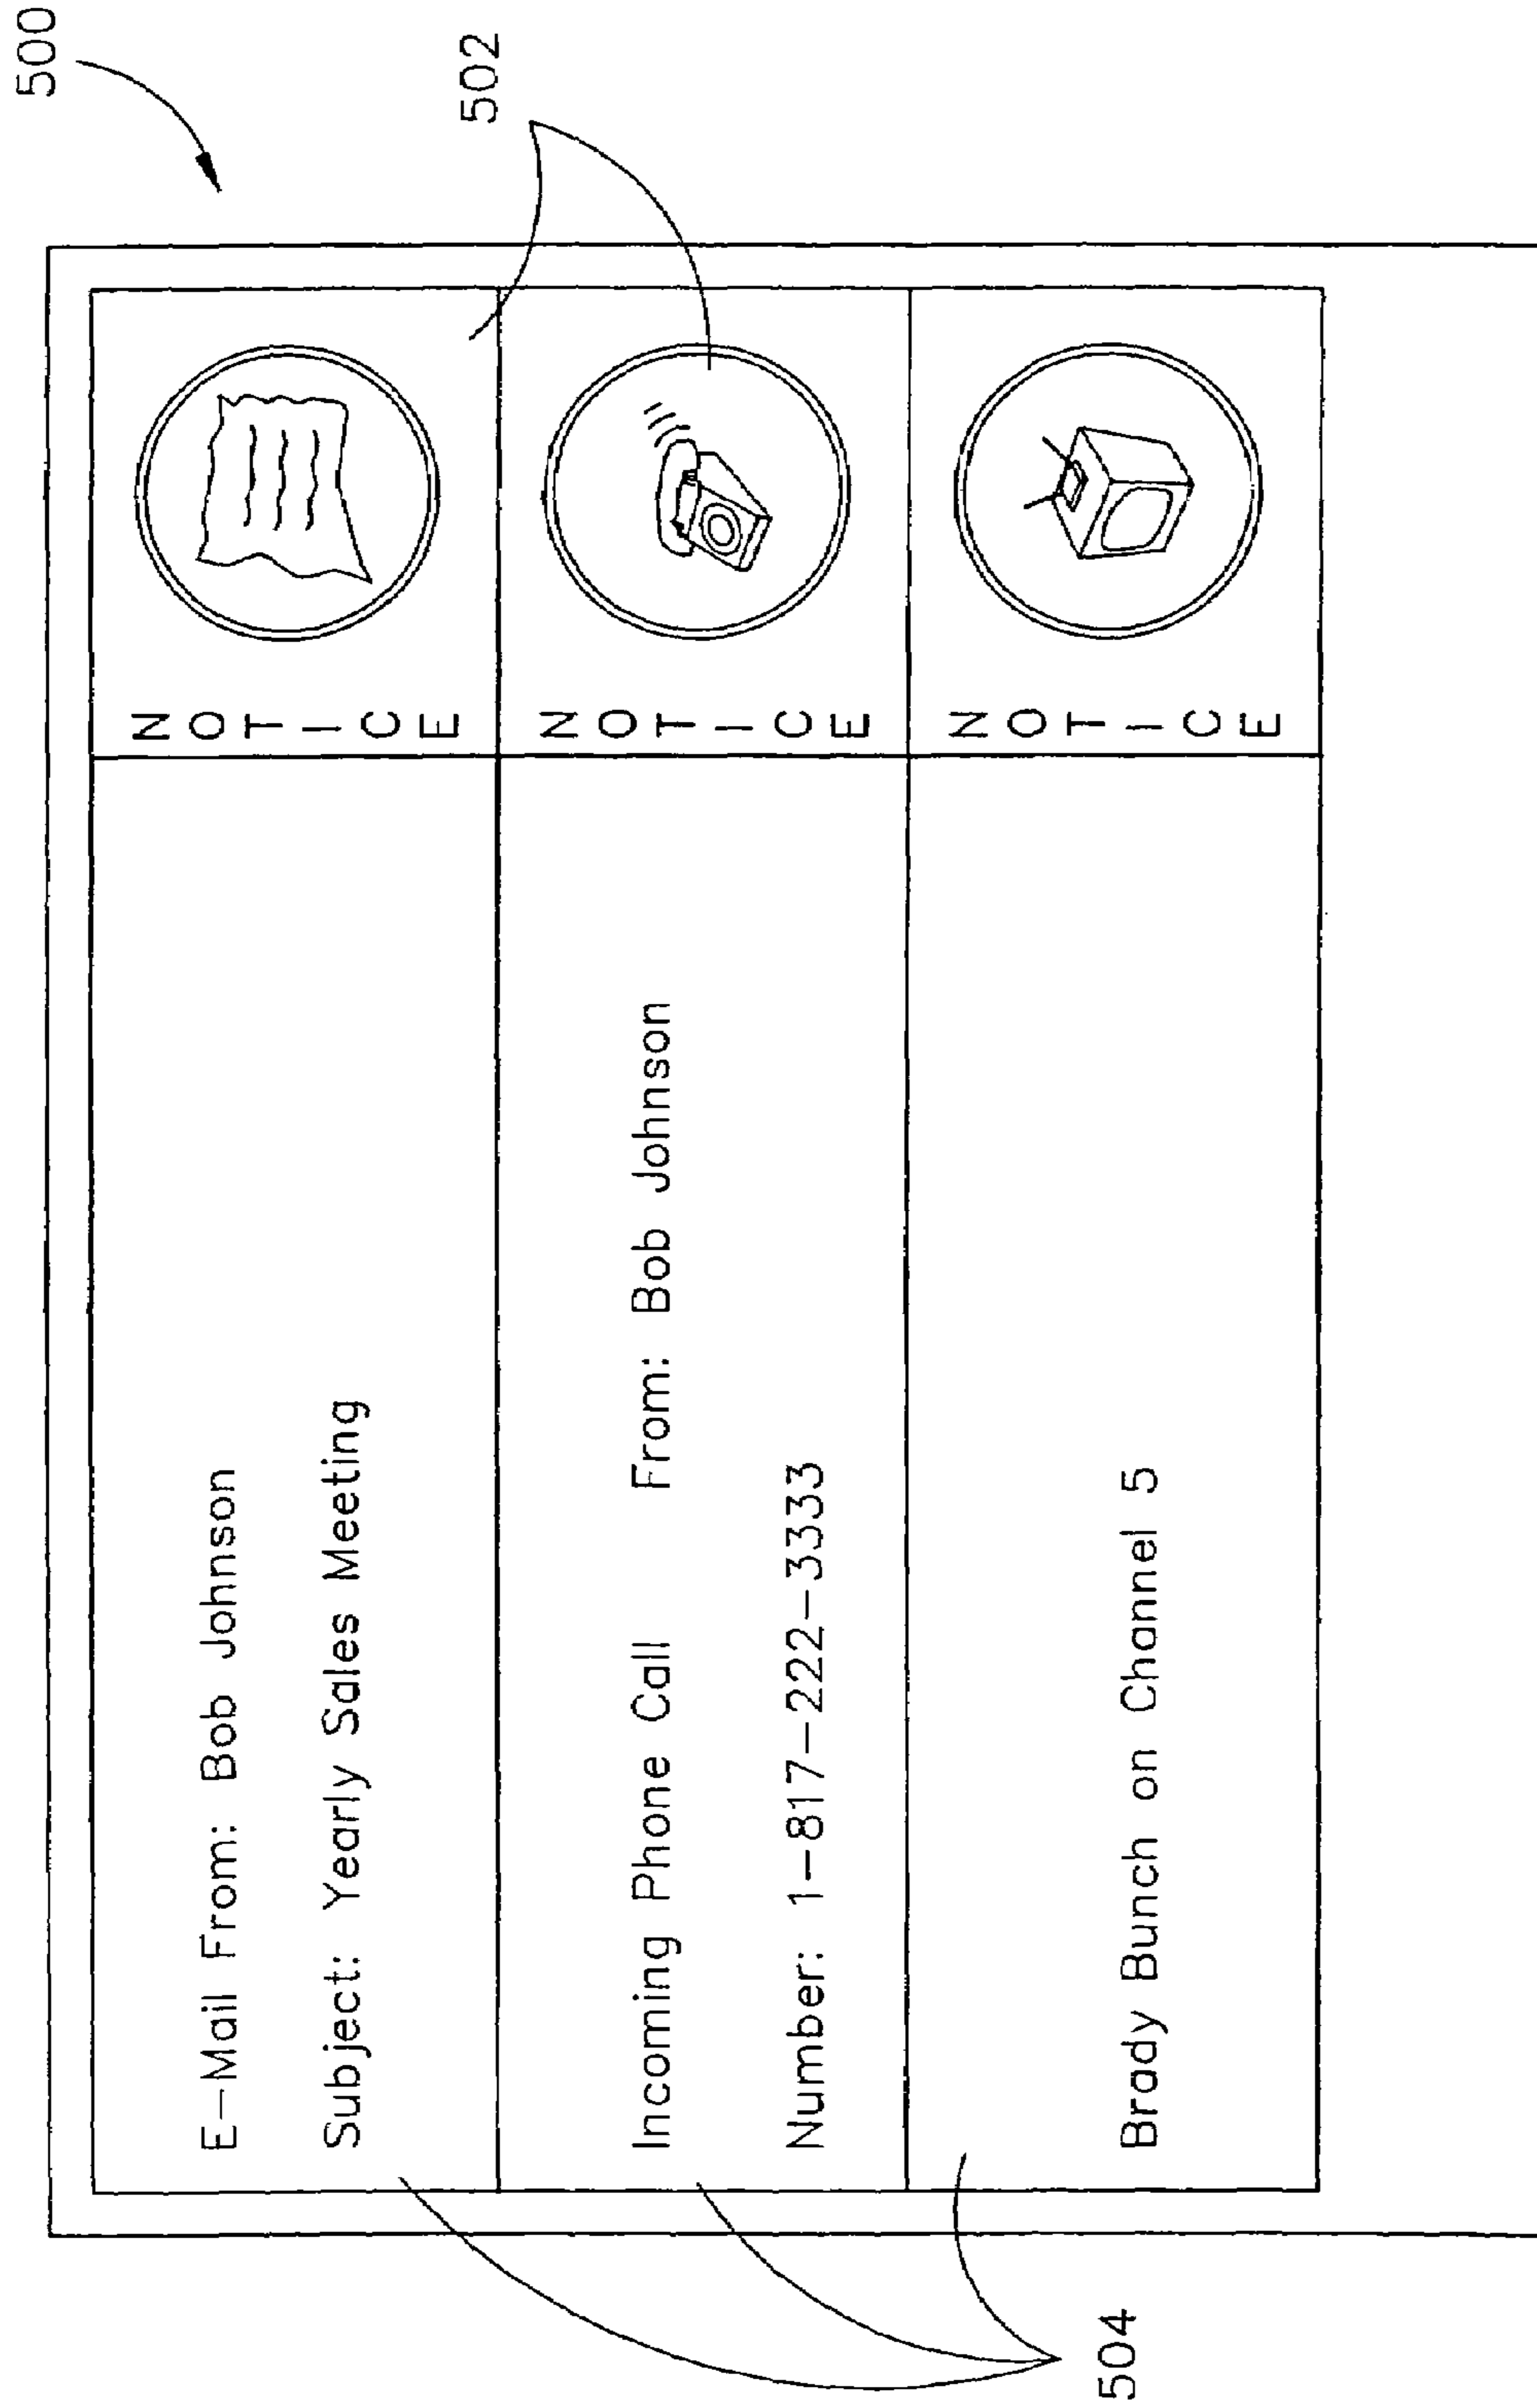 500
502
E-Mail From: Bob Johnson
Subject: Yearly Sales Meeting
NOTICE
Incoming Phone Call From: Bob Johnson
Number: 1-817-222-3333
NOTICE
Brady Bunch on Channel 5
NOTICE
504